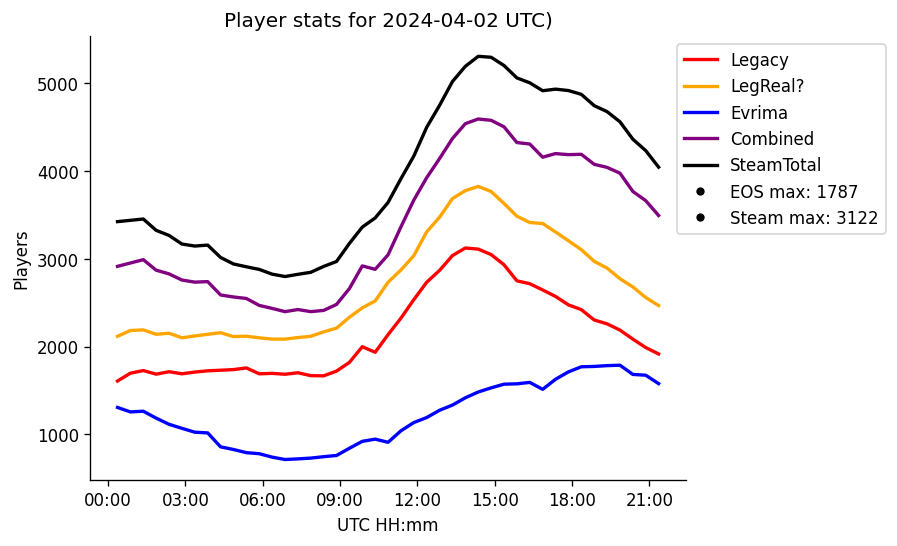 Player stats for 2024-04-02 UTC)
Players
5000
4000
3000
2000
1000
00:00 03:00 06:00 09:00 12:00 15:00 18:00 21:00
UTC HH:mm
Legacy
LegReal?
Evrima
Combined
SteamTotal
EOS max: 1787
Steam max: 3122